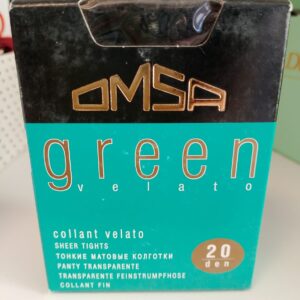 OMSA
green
velato
collant velato
SHEER TIGHTS
ТОНКИЕ МАТОВЫЕ КОЛГОТКИ
PANTY TRANSPARENTE
TRANSPARENTE FEINSTRUMPFHOSE
COLLANT FIN
20
den